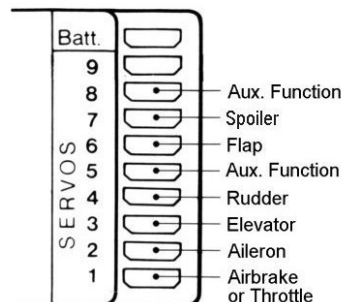 Batt.
9
8 Aux. Function
7 Spoiler
6 Flap
5 Aux. Function
4 Rudder
3 Elevator
2 Aileron
1 Airbrake
or Throttle
SERVOS